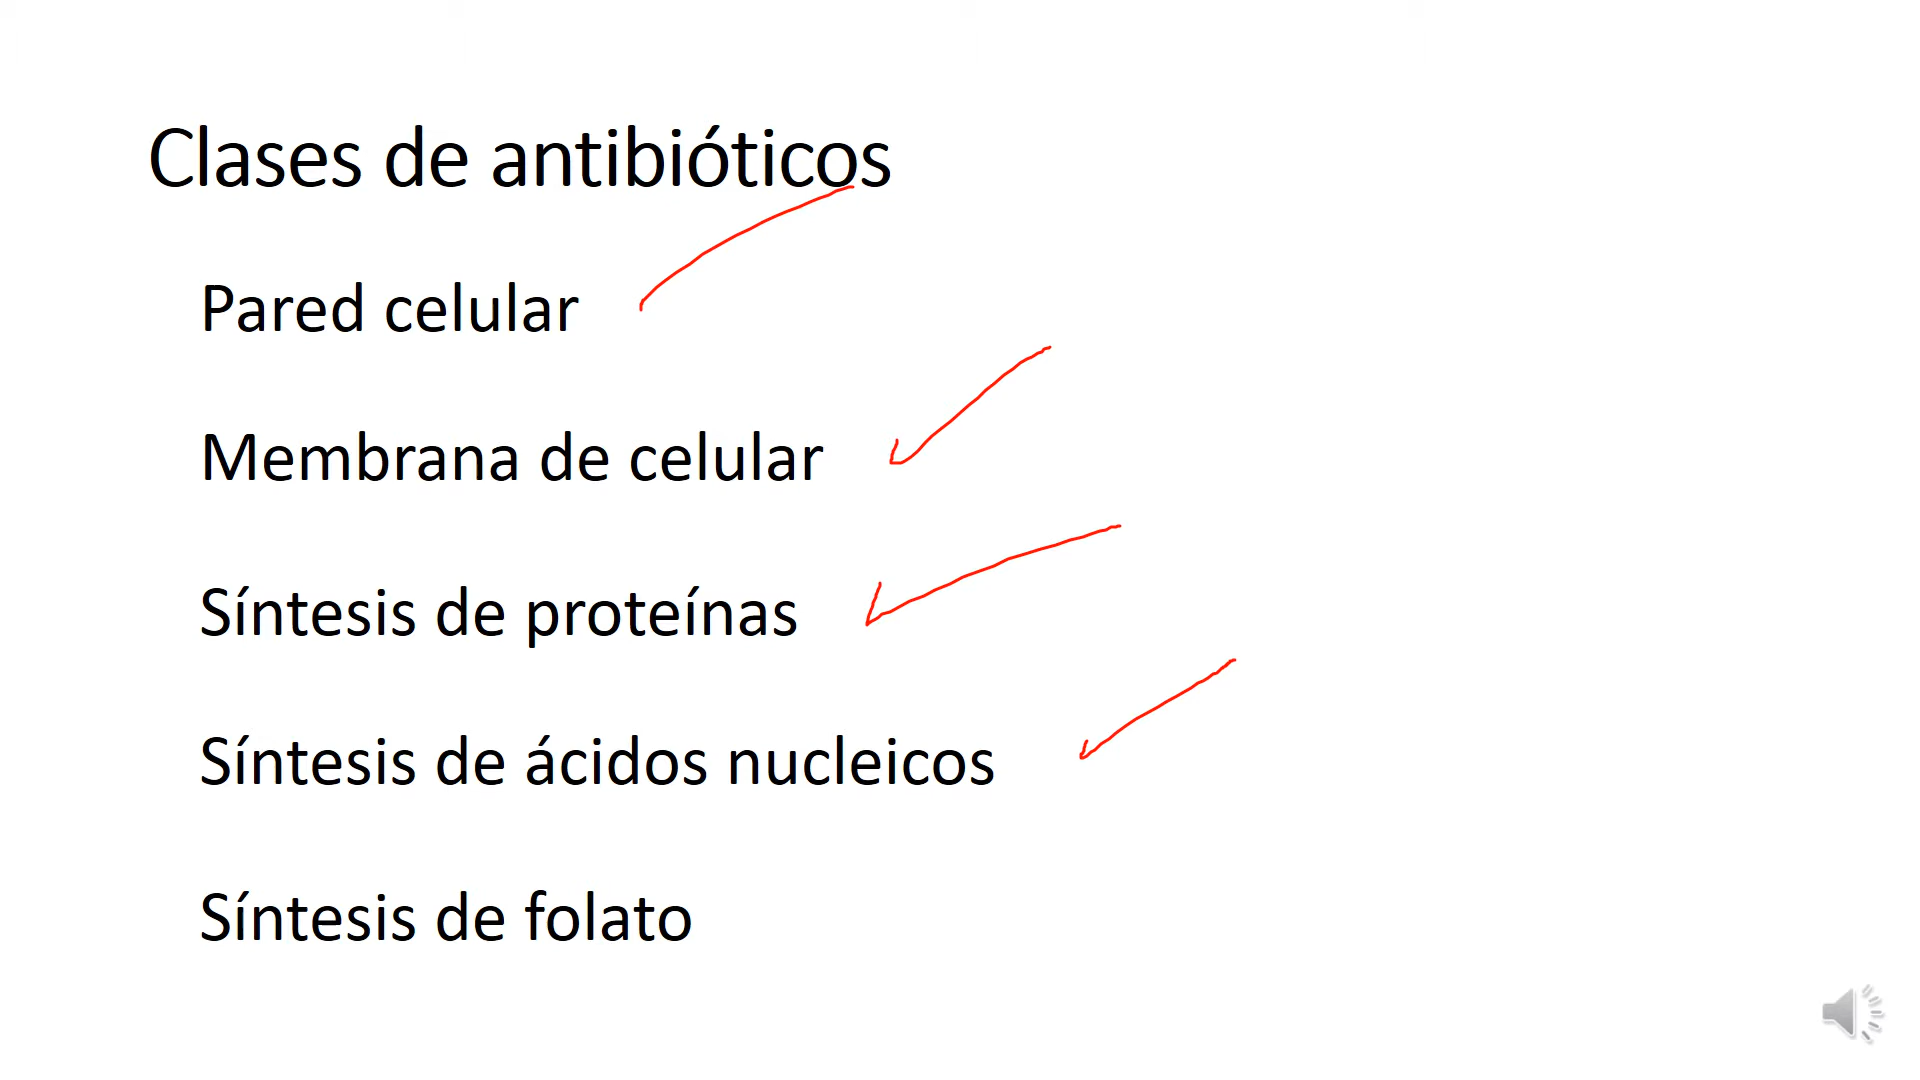 Clases de antibióticos
Pared celular
Membrana de celular
Síntesis de proteínas
Síntesis de ácidos nucleicos
Síntesis de folato